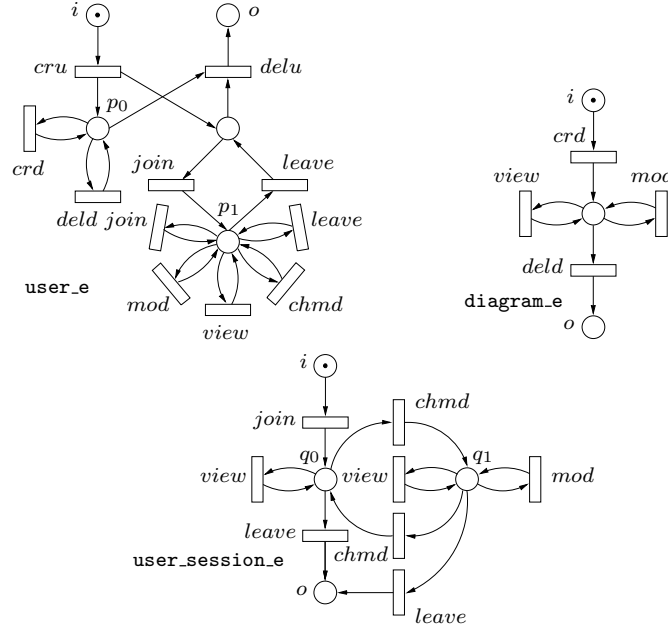 i o
cru delu
p0
crd
join leave
deld join p1 leave
mod chmd
view
user_e
i
crd
view mod
deld
diagram_e
o
i
chmd
join
q0 q1
view view mod
leave chmd
user_session_e
o
leave